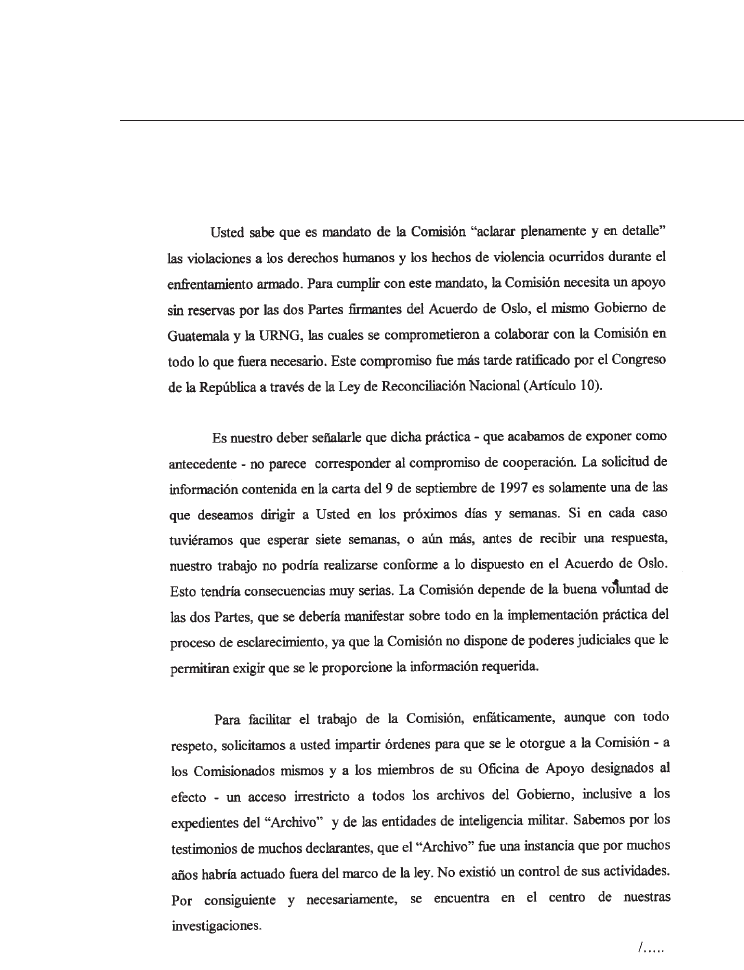 Usted sabe que es mandato de la Comisión “aclarar plenamente y en detalle”
las violaciones a los derechos humanos y los hechos de violencia ocurridos durante el
enfrentamiento armado. Para cumplir con este mandato, la Comisión necesita un apoyo
sin reservas por las dos Partes firmantes del Acuerdo de Oslo, el mismo Gobierno de
Guatemala y la URNG, las cuales se comprometieron a colaborar con la Comisión en
todo lo que fuera necesario. Este compromiso fue más tarde ratificado por el Congreso
de la República a través de la Ley de Reconciliación Nacional (Artículo 10).
Es nuestro deber señalarle que dicha práctica - que acabamos de exponer como
antecedente - no parece corresponder al compromiso de cooperación. La solicitud de
información contenida en la carta del 9 de septiembre de 1997 es solamente una de las
que deseamos dirigir a Usted en los próximos días y semanas. Si en cada caso
tuviéramos que esperar siete semanas, o aún más, antes de recibir una respuesta,
nuestro trabajo no podría realizarse conforme a lo dispuesto en el Acuerdo de Oslo.
Esto tendría consecuencias muy serias. La Comisión depende de la buena voluntad de
las dos Partes, que se debería manifestar sobre todo en la implementación práctica del
proceso de esclarecimiento, ya que la Comisión no dispone de poderes judiciales que le
permitiran exigir que se le proporcione la información requerida.
Para facilitar el trabajo de la Comisión, enfáticamente, aunque con todo
respeto, solicitamos a usted impartir órdenes para que se le otorgue a la Comisión - a
los Comisionados mismos y a los miembros de su Oficina de Apoyo designados al
efecto - un acceso irrestricto a todos los archivos del Gobierno, inclusive a los
expedientes del “Archivo” y de las entidades de inteligencia militar. Sabemos por los
testimonios de muchos declarantes, que el “Archivo” fue una instancia que por muchos
años habría actuado fuera del marco de la ley. No existió un control de sus actividades.
Por consiguiente y necesariamente, se encuentra en el centro de nuestras
investigaciones.
/.....